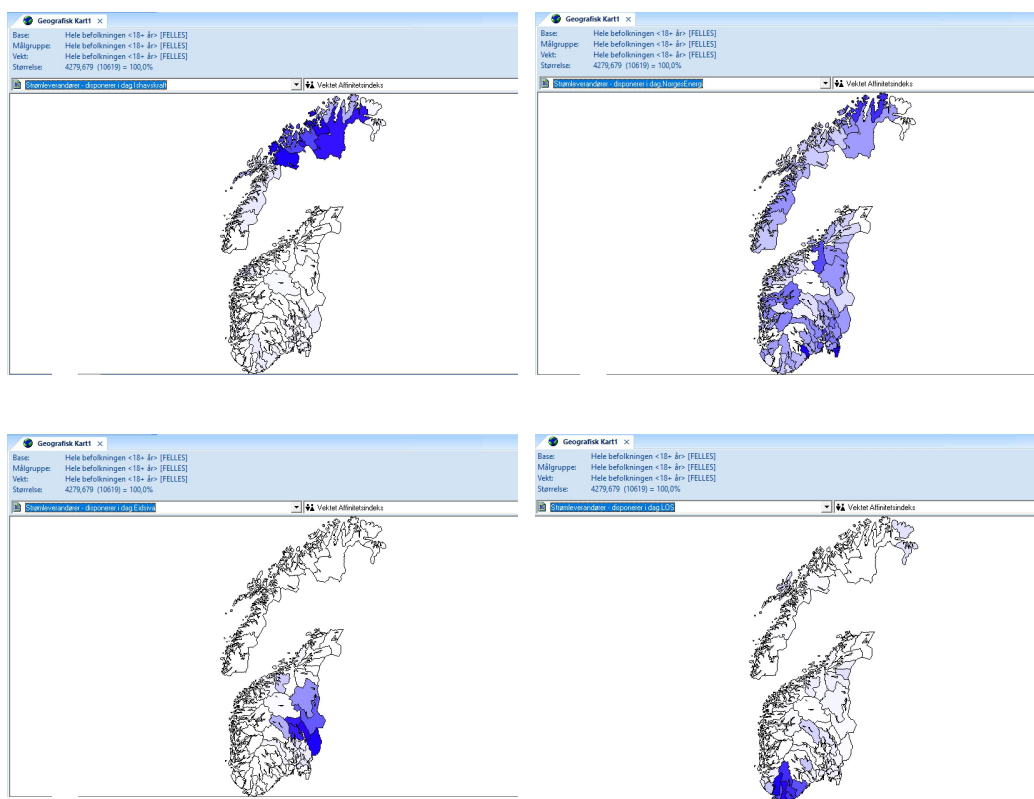 Geografisk Kart1 ×
Base: Hele befolkningen <18+ år> [FELLES]
Målgruppe: Hele befolkningen <18+ år> [FELLES]
Vekt: Hele befolkningen <18+ år> [FELLES]
Størrelse: 4279,679 (10619) = 100,0%
Strømleverandører - disponerer i dag Ishavskraft
Vektet Affinitetsindeks
Geografisk Kart1 ×
Base: Hele befolkningen <18+ år> [FELLES]
Målgruppe: Hele befolkningen <18+ år> [FELLES]
Vekt: Hele befolkningen <18+ år> [FELLES]
Størrelse: 4279,679 (10619) = 100,0%
Strømleverandører - disponerer i dag NorgesEnergi
Vektet Affinitetsindeks
Geografisk Kart1 ×
Base: Hele befolkningen <18+ år> [FELLES]
Målgruppe: Hele befolkningen <18+ år> [FELLES]
Vekt: Hele befolkningen <18+ år> [FELLES]
Størrelse: 4279,679 (10619) = 100,0%
Strømleverandører - disponerer i dag Eidsiva
Vektet Affinitetsindeks
Geografisk Kart1 ×
Base: Hele befolkningen <18+ år> [FELLES]
Målgruppe: Hele befolkningen <18+ år> [FELLES]
Vekt: Hele befolkningen <18+ år> [FELLES]
Størrelse: 4279,679 (10619) = 100,0%
Strømleverandører - disponerer i dag LOS
Vektet Affinitetsindeks